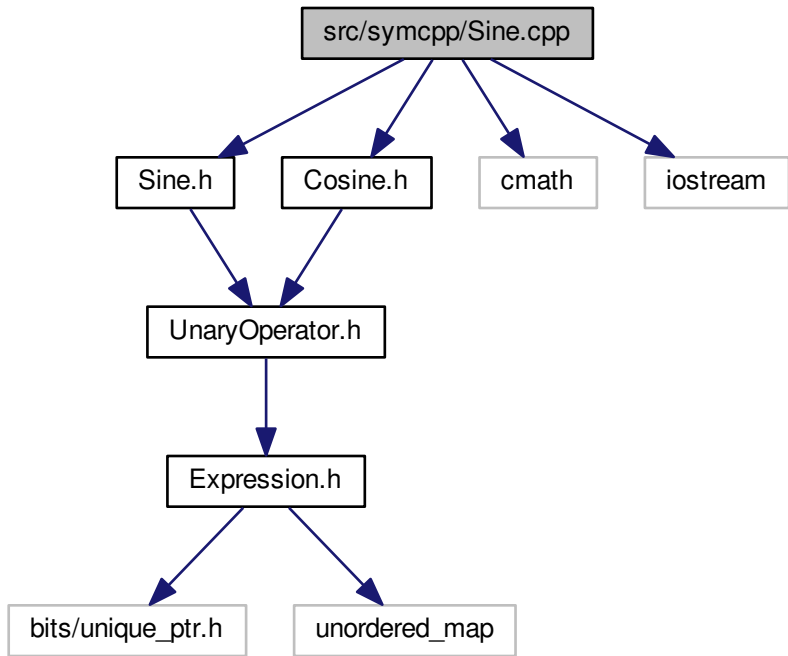 src/symcpp/Sine.cpp
Sine.h
Cosine.h
cmath
iostream
UnaryOperator.h
Expression.h
bits/unique_ptr.h
unordered_map